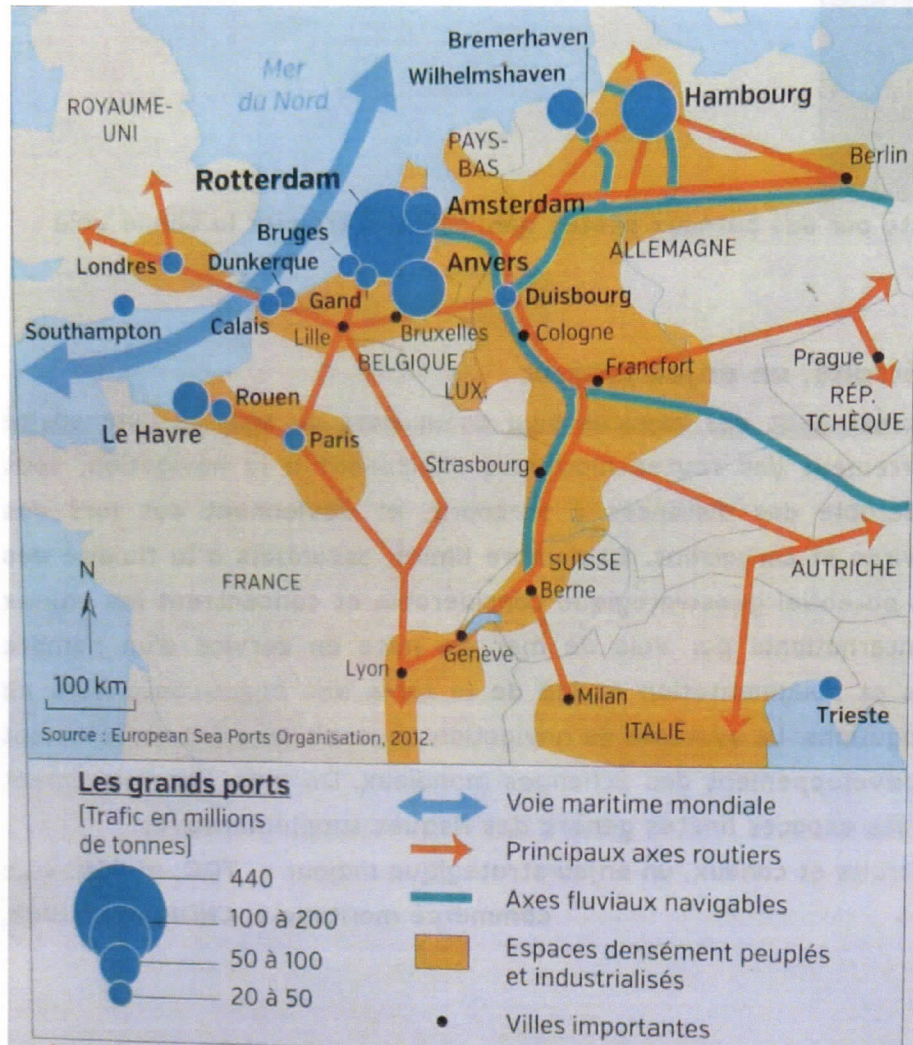 Bremerhaven
Wilhelmshaven
Mer
du Nord
Hambourg
ROYAUME-
UNI
PAYS-
BAS
Berlin
Rotterdam
Amsterdam
Bruges
Londres
Dunkerque
Anvers
ALLEMAGNE
Gand
Duisbourg
Southampton
Calais
Lille
Bruxelles
Cologne
BELGIQUE
Francfort
Prague
LUX.
RÉP.
TCHÈQUE
Rouen
Le Havre
Paris
Strasbourg
N
FRANCE
SUISSE
AUTRICHE
Berne
Genève
Lyon
100 km
Milan
Trieste
ITALIE
Source : European Sea Ports Organisation, 2012.
Les grands ports
[Trafic en millions
de tonnes]
440
100 à 200
50 à 100
20 à 50
Voie maritime mondiale
Principaux axes routiers
Axes fluviaux navigables
Espaces densément peuplés
et industrialisés
Villes importantes